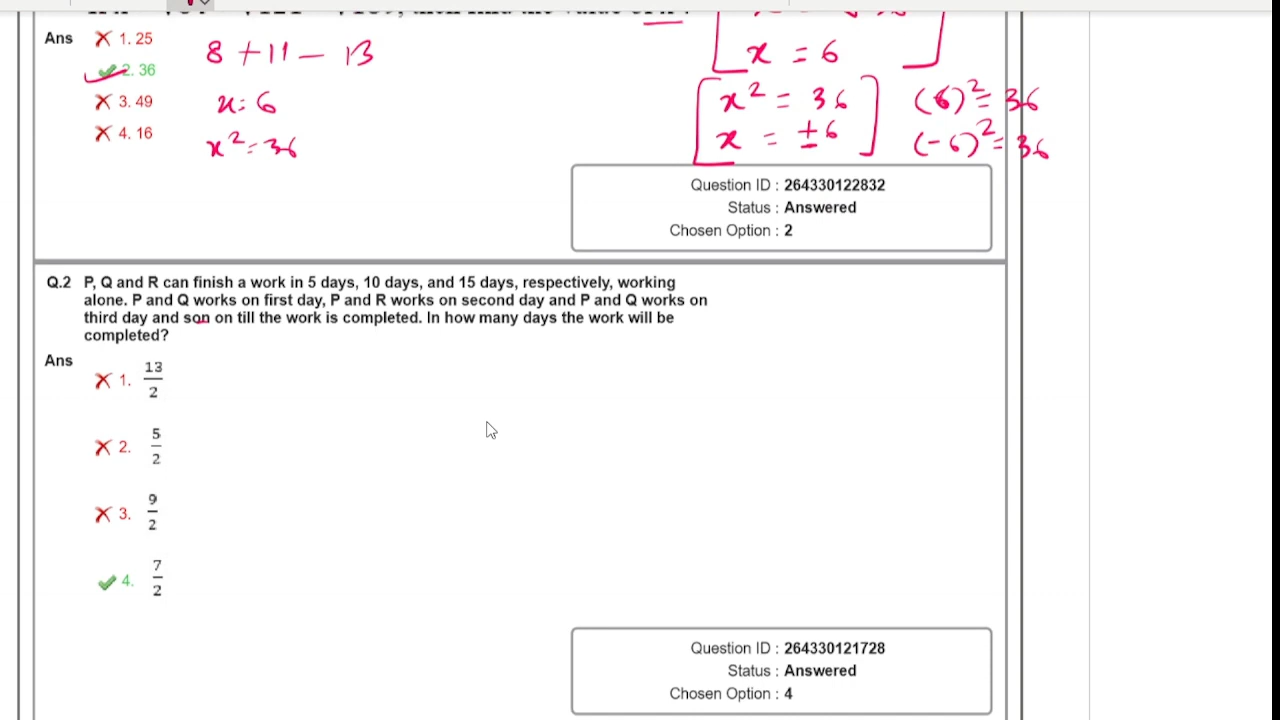 Ans
1. 25
2. 36
3. 49
4. 16
8 + 11 - 13
x = 6
x² = 36
x = 6
x² = 36
x = ±6
(6)² = 36
(-6)² = 36
Question ID : 264330122832
Status : Answered
Chosen Option : 2
Q.2 P, Q and R can finish a work in 5 days, 10 days, and 15 days, respectively, working
alone. P and Q works on first day, P and R works on second day and P and Q works on
third day and son on till the work is completed. In how many days the work will be
completed?
Ans
1. 13/2
2. 5/2
3. 9/2
4. 7/2
Question ID : 264330121728
Status : Answered
Chosen Option : 4